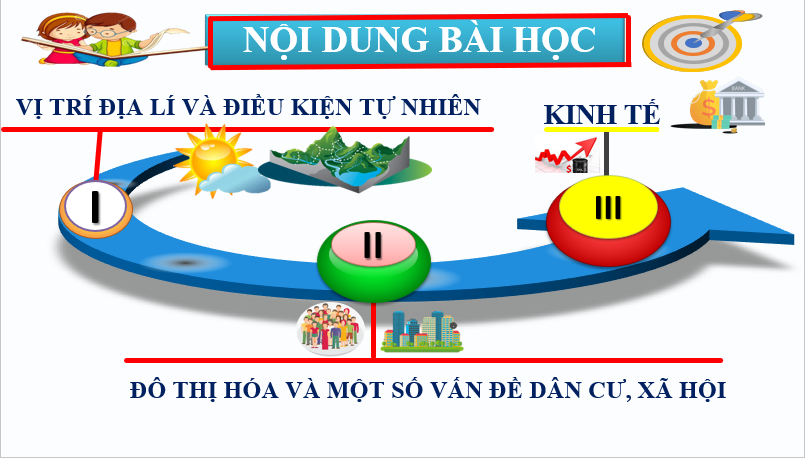 NỘI DUNG BÀI HỌC
VỊ TRÍ ĐỊA LÍ VÀ ĐIỀU KIỆN TỰ NHIÊN
KINH TẾ
I
II
III
ĐÔ THỊ HÓA VÀ MỘT SỐ VẤN ĐỀ DÂN CƯ, XÃ HỘI
BANK
$
$